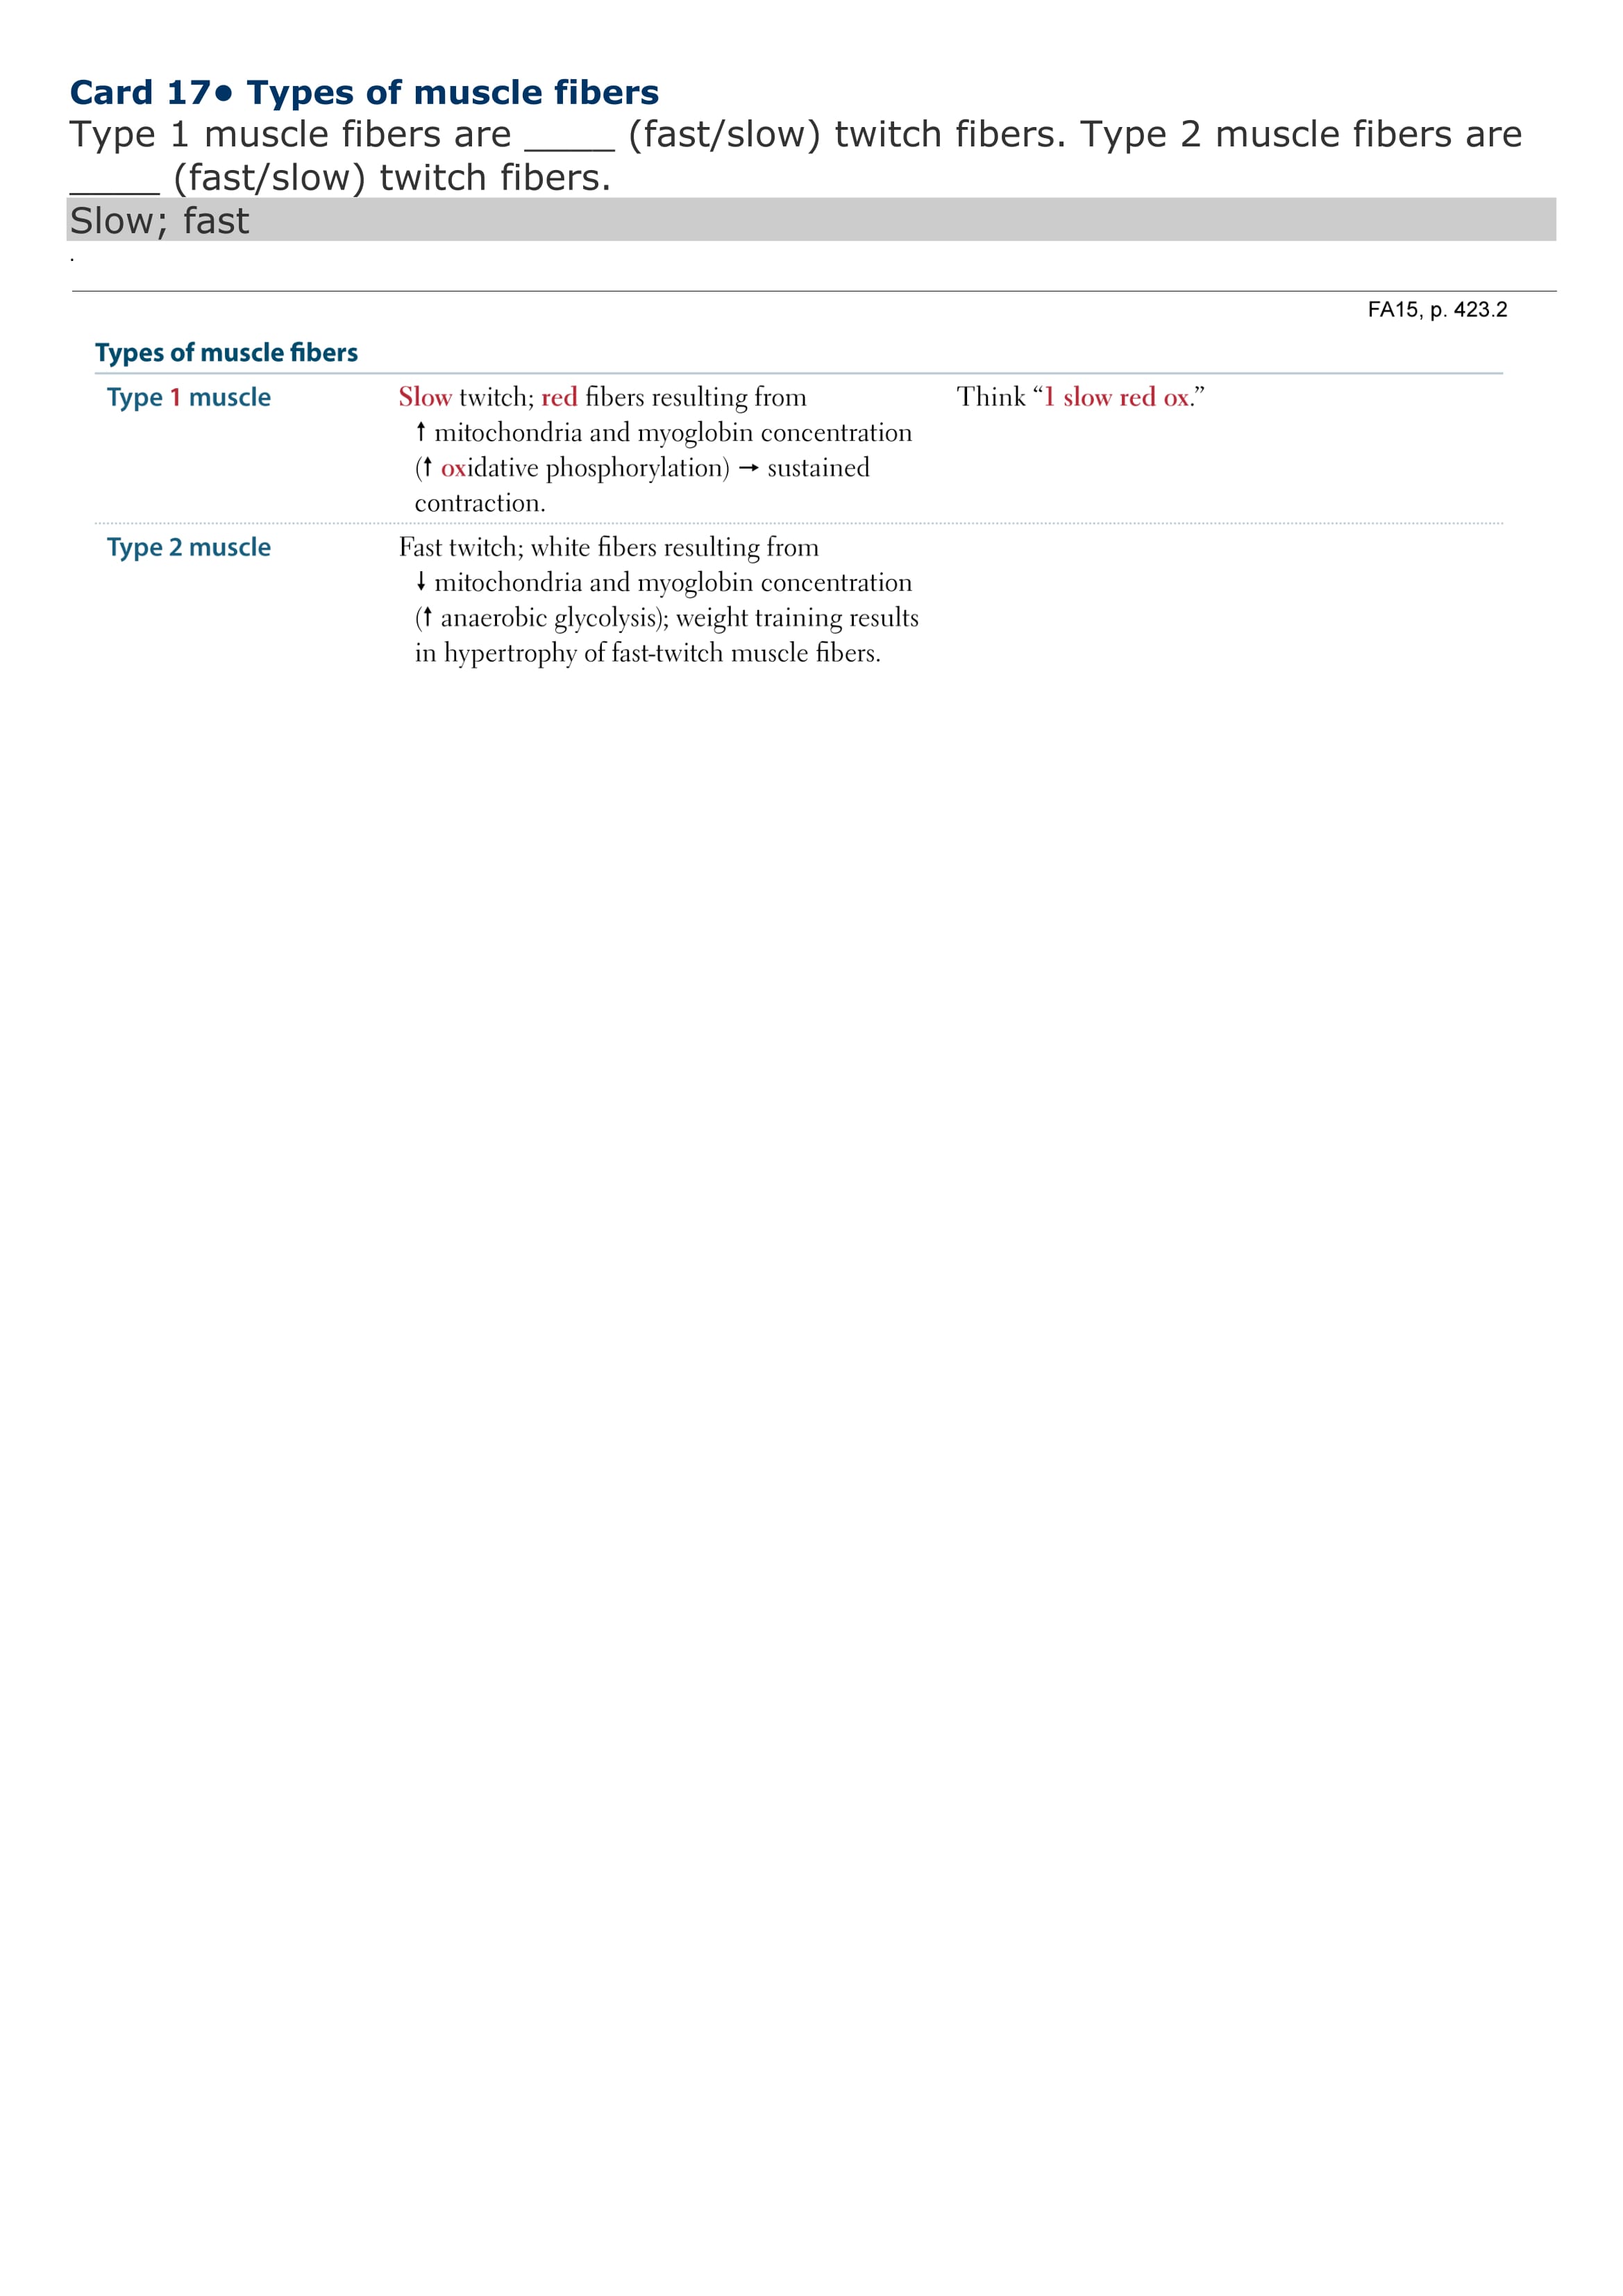 Card 17● Types of muscle fibers
Type 1 muscle fibers are _____ (fast/slow) twitch fibers. Type 2 muscle fibers are
_____ (fast/slow) twitch fibers.
Slow; fast
.
FA15, p. 423.2
Types of muscle fibers
Type 1 muscle Slow twitch; red fibers resulting from Think “1 slow red ox.”
↑ mitochondria and myoglobin concentration
(↑ oxidative phosphorylation) → sustained
contraction.
Type 2 muscle Fast twitch; white fibers resulting from
↓ mitochondria and myoglobin concentration
(↑ anaerobic glycolysis); weight training results
in hypertrophy of fast-twitch muscle fibers.